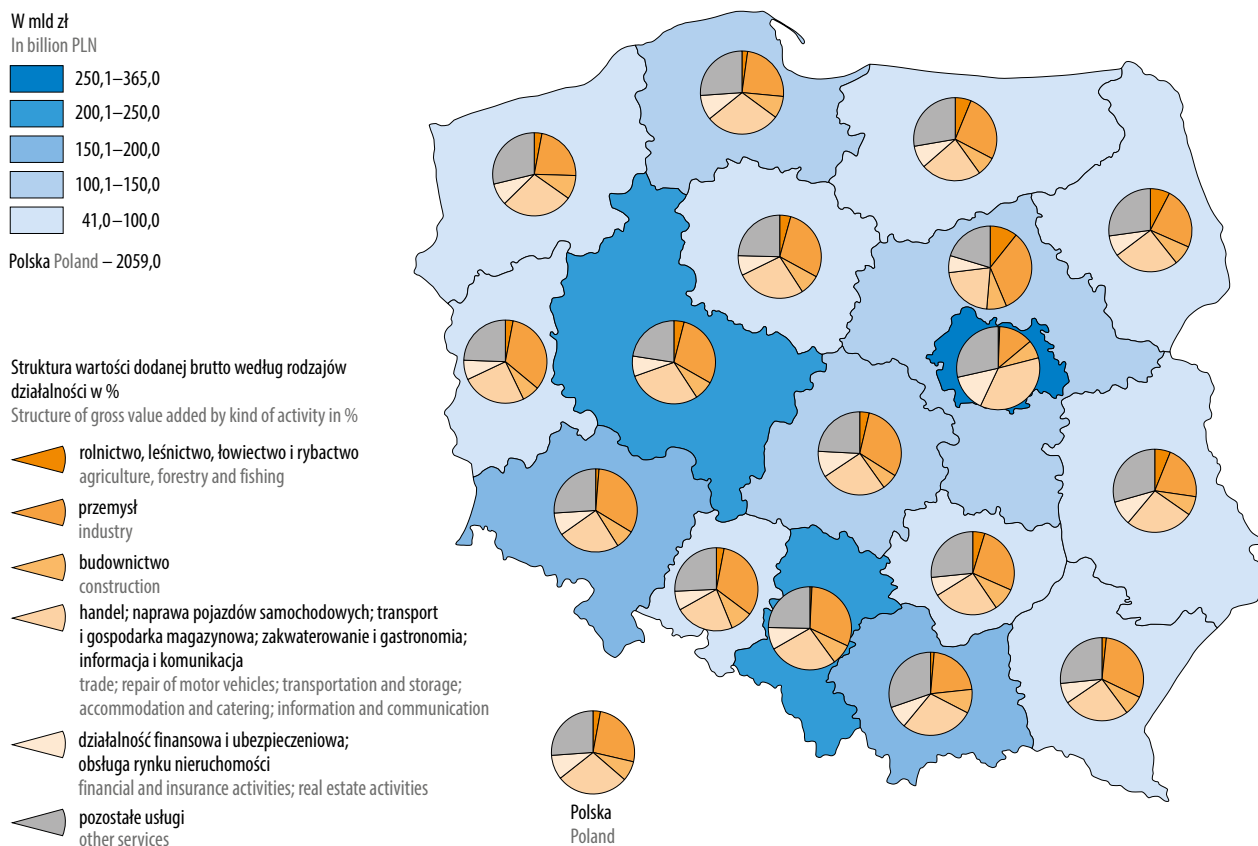 W mld zł
In billion PLN
250,1–365,0
200,1–250,0
150,1–200,0
100,1–150,0
41,0–100,0
Polska Poland – 2059,0
Struktura wartości dodanej brutto według rodzajów
działalności w %
Structure of gross value added by kind of activity in %
rolnictwo, leśnictwo, łowiectwo i rybactwo
agriculture, forestry and fishing
przemysł
industry
budownictwo
construction
handel; naprawa pojazdów samochodowych; transport
i gospodarka magazynowa; zakwaterowanie i gastronomia;
informacja i komunikacja
trade; repair of motor vehicles; transportation and storage;
accommodation and catering; information and communication
działalność finansowa i ubezpieczeniowa;
obsługa rynku nieruchomości
financial and insurance activities; real estate activities
pozostałe usługi
other services
Polska
Poland